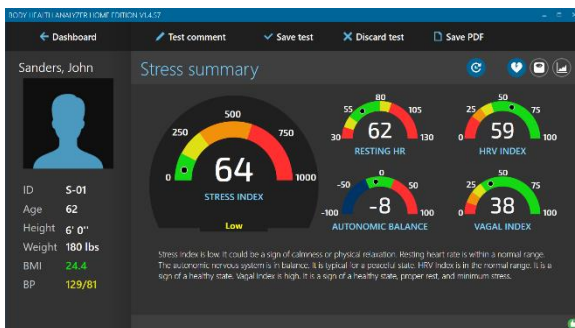 BODY HEALTH ANALYZER HOME EDITION V1.4.57
Dashboard
Test comment
Save test
Discard test
Save PDF
Sanders, John
Stress summary
ID S-01
Age 62
Height 6' 0"
Weight 180 lbs
BMI 24.4
BP 129/81
0 250 500 750 1000
64
STRESS INDEX
Low
30 55 80 105 130
62
RESTING HR
0 25 50 75 100
59
HRV INDEX
-100 -50 0 50 100
-8
AUTONOMIC BALANCE
0 25 50 75 100
38
VAGAL INDEX
Stress Index is low. It could be a sign of calmness or physical relaxation. Resting heart rate is within a normal range.
The autonomic nervous system is in balance. It is typical for a peaceful state. HRV Index is in the normal range. It is a
sign of a healthy state. Vagal Index is high. It is a sign of a healthy state, proper rest, and minimum stress.